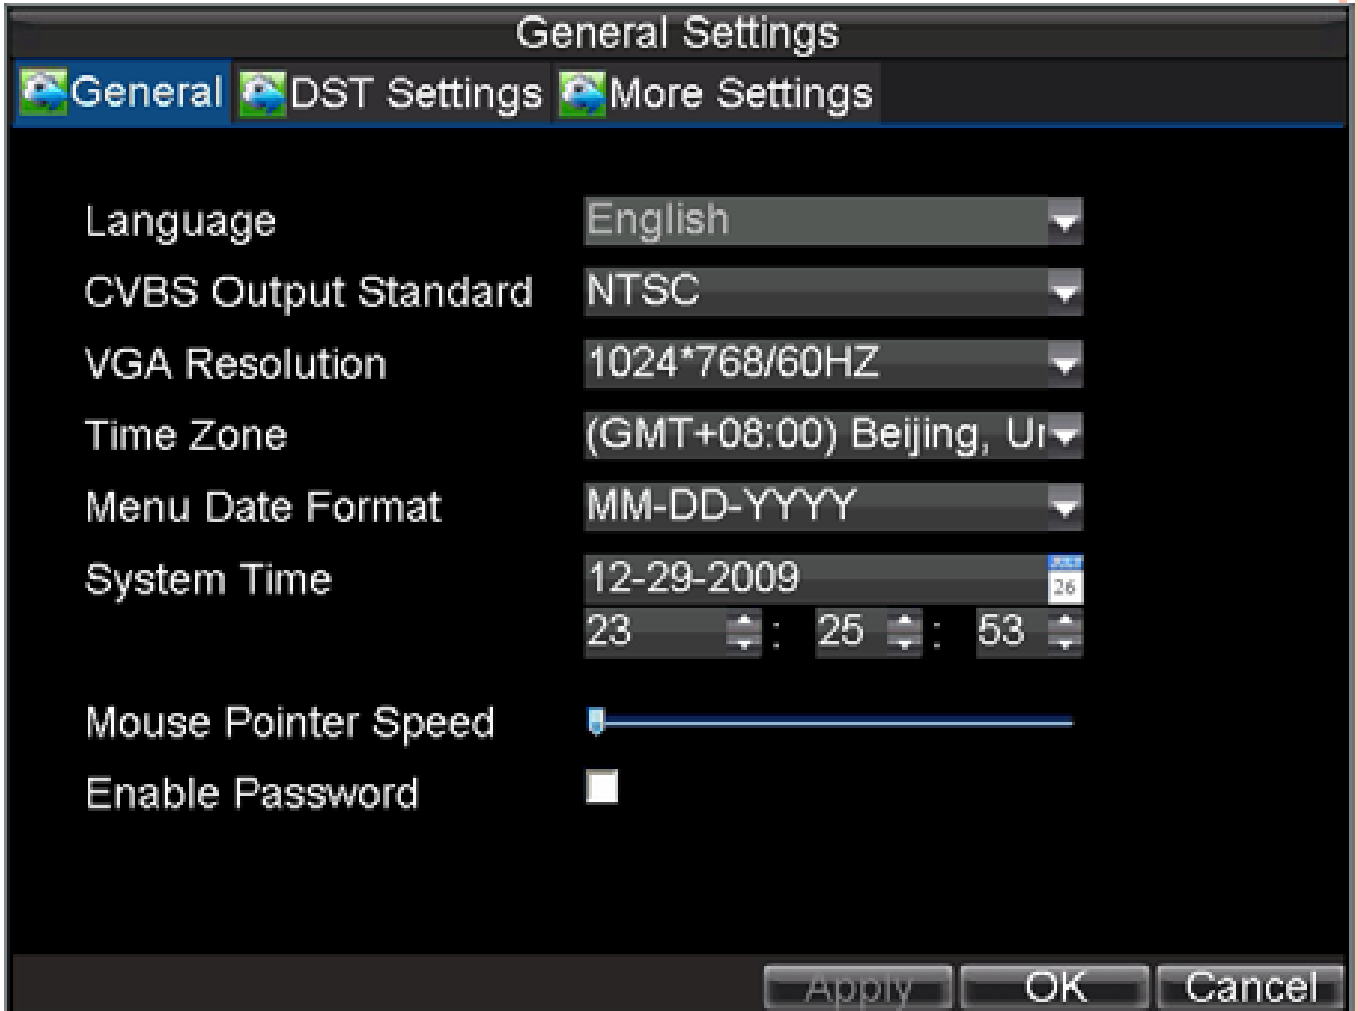 General Settings
General DST Settings More Settings
Language English
CVBS Output Standard NTSC
VGA Resolution 1024*768/60HZ
Time Zone (GMT+08:00) Beijing,
Menu Date Format MM-DD-YYYY
System Time 12-29-2009
JULY
26
23 : 25 : 53
Mouse Pointer Speed
Enable Password
Apply OK Cancel